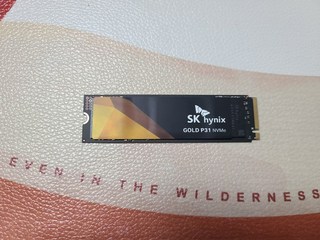 SK hynix
GOLD P31 NVMe
EVEN IN THE WILDERNESS